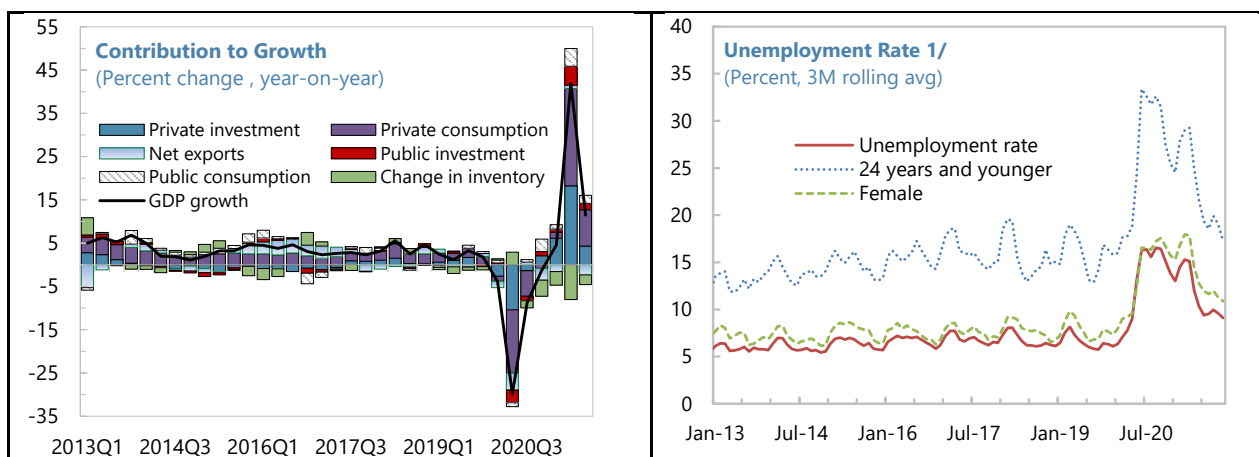 Contribution to Growth
(Percent change , year-on-year)
55
45
35
25
15
5
-5
-15
-25
-35
Private investment
Private consumption
Net exports
Public investment
Public consumption
Change in inventory
GDP growth
2013Q1 2014Q3 2016Q1 2017Q3 2019Q1 2020Q3
Unemployment Rate 1/
(Percent, 3M rolling avg)
40
35
30
25
20
15
10
5
0
Unemployment rate
24 years and younger
Female
Jan-13 Jul-14 Jan-16 Jul-17 Jan-19 Jul-20